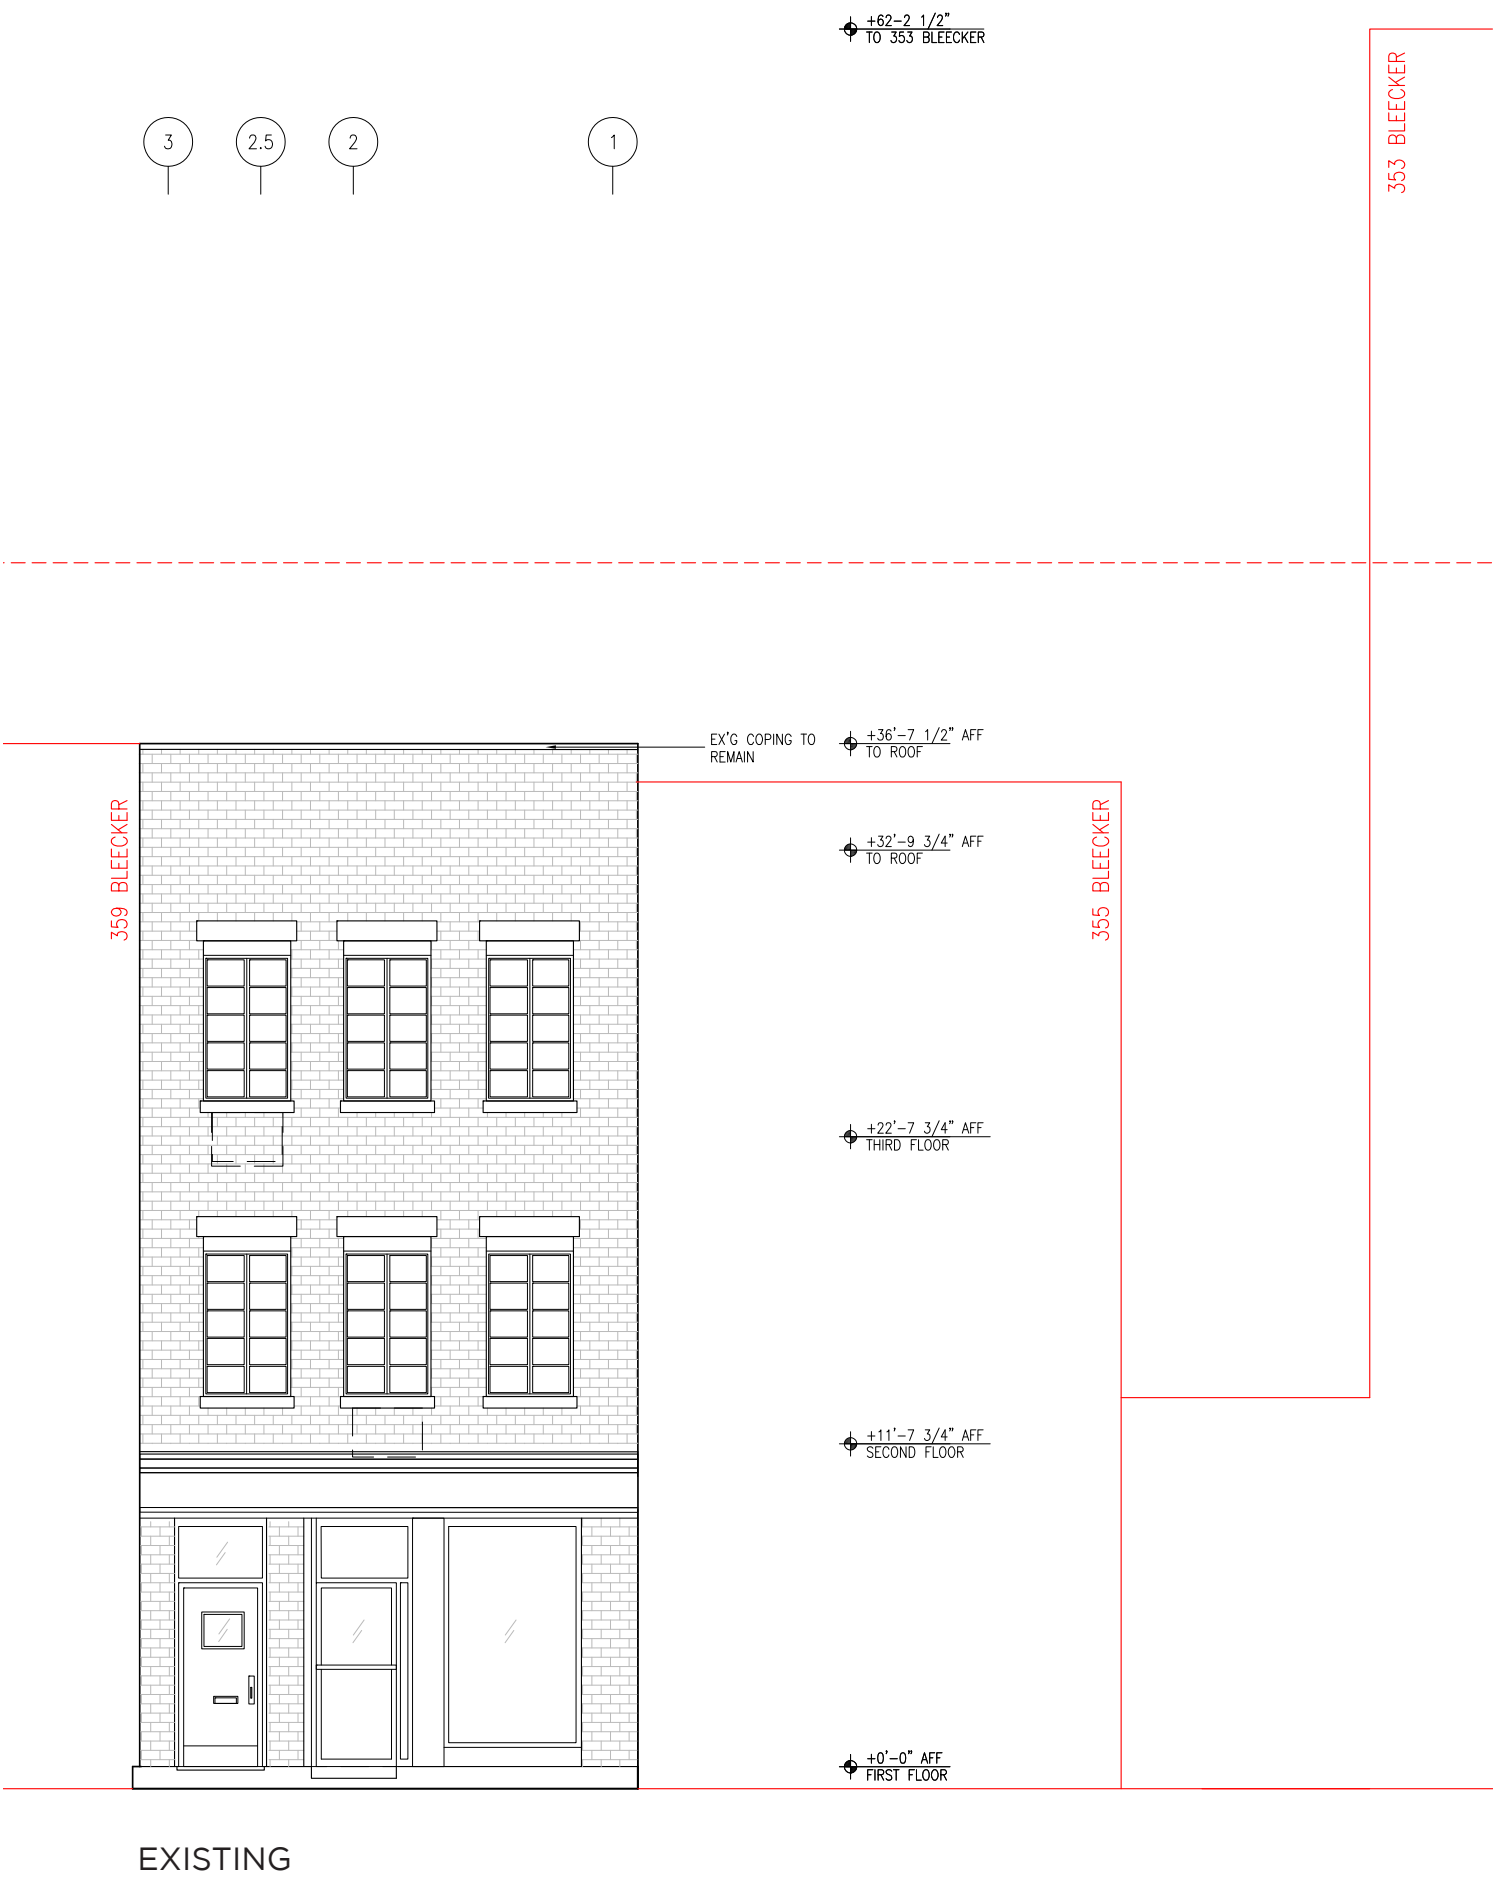 +62-2 1/2"
TO 353 BLEECKER
353 BLEECKER
3
2.5
2
1
EX'G COPING TO
REMAIN
+36'-7 1/2" AFF
TO ROOF
359 BLEECKER
355 BLEECKER
+32'-9 3/4" AFF
TO ROOF
+22'-7 3/4" AFF
THIRD FLOOR
+11'-7 3/4" AFF
SECOND FLOOR
+0'-0" AFF
FIRST FLOOR
EXISTING